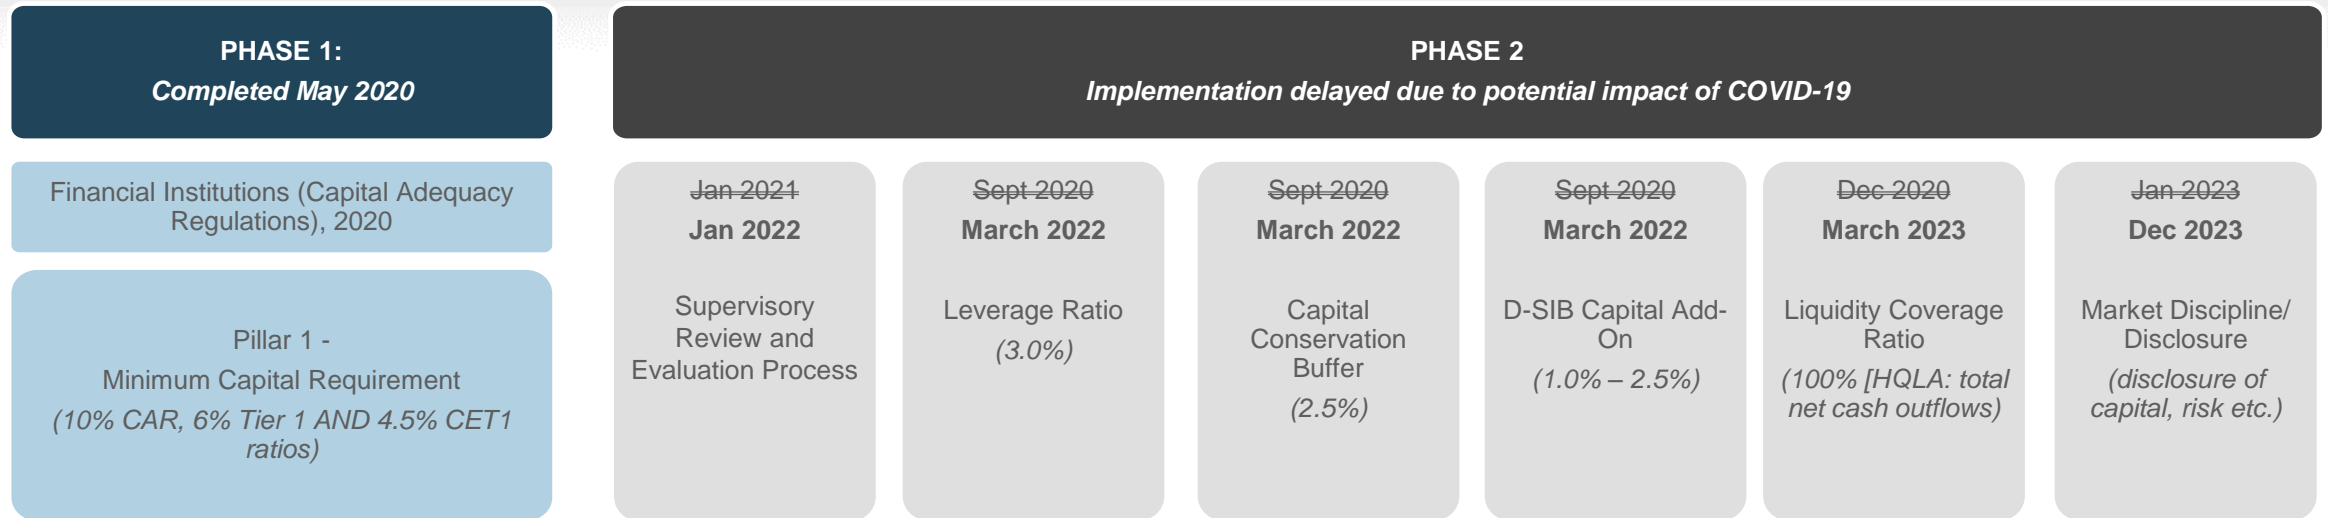 PHASE 1:
Completed May 2020
Financial Institutions (Capital Adequacy
Regulations), 2020
Pillar 1 -
Minimum Capital Requirement
(10% CAR, 6% Tier 1 AND 4.5% CET1
ratios)
PHASE 2
Implementation delayed due to potential impact of COVID-19
Jan 2021
Jan 2022
Supervisory
Review and
Evaluation Process
Sept 2020
March 2022
Leverage Ratio
(3.0%)
Sept 2020
March 2022
Capital
Conservation
Buffer
(2.5%)
Sept 2020
March 2022
D-SIB Capital Add-
On
(1.0% – 2.5%)
Dec 2020
March 2023
Liquidity Coverage
Ratio
(100% [HQLA: total
net cash outflows)
Jan 2023
Dec 2023
Market Discipline/
Disclosure
(disclosure of
capital, risk etc.)